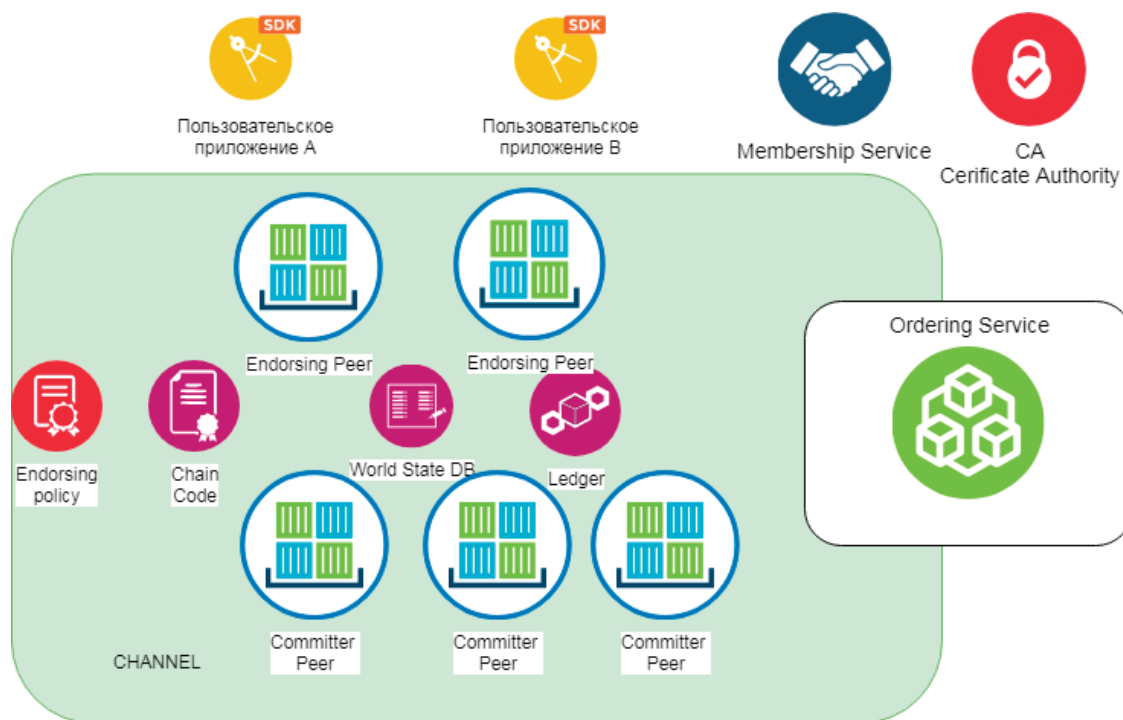 SDK
SDK
Пользовательское
приложение A
Пользовательское
приложение B
Membership Service
CA
Cerificate Authority
Ordering Service
Endorsing Peer
Endorsing Peer
Endorsing
policy
Chain
Code
World State DB
Ledger
Committer
Peer
Committer
Peer
Committer
Peer
CHANNEL